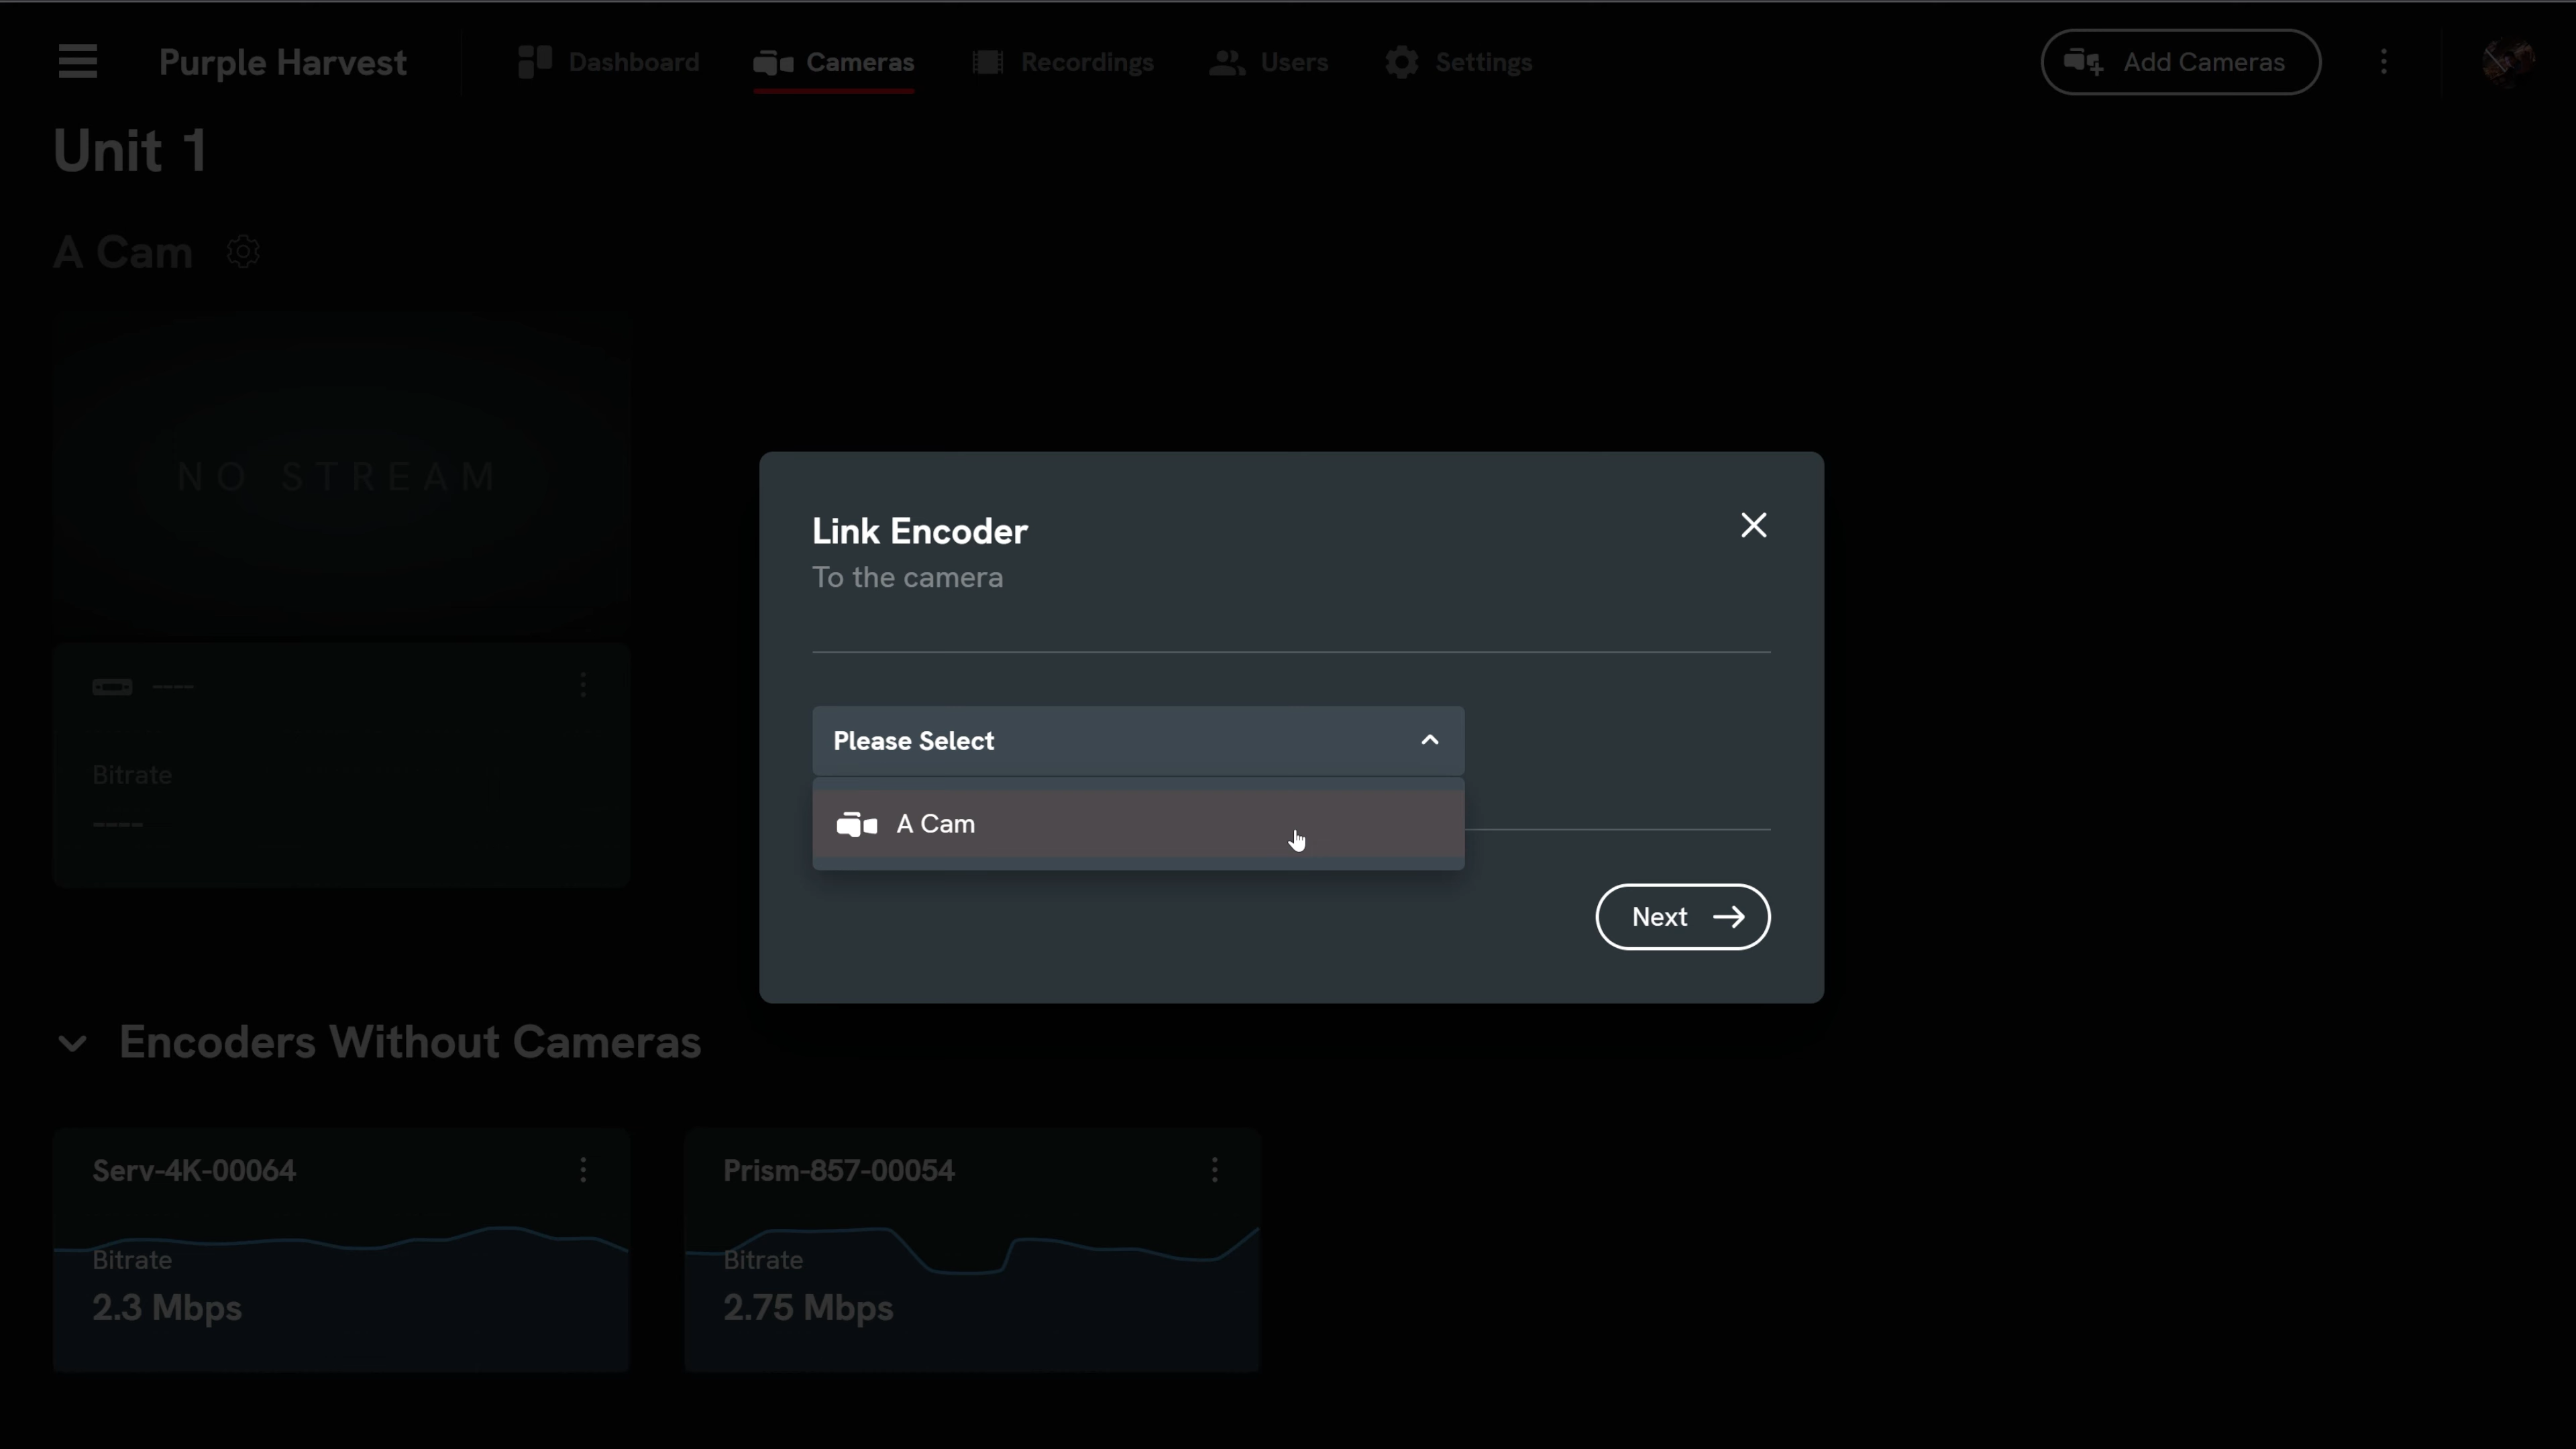 Purple Harvest
Dashboard
Cameras
Recordings
Users
Settings
Add Cameras
Unit 1
A Cam
NO STREAM
----
Bitrate
----
Link Encoder
To the camera
Please Select
A Cam
Next
Encoders Without Cameras
Serv-4K-00064
Bitrate
2.3 Mbps
Prism-857-00054
Bitrate
2.75 Mbps